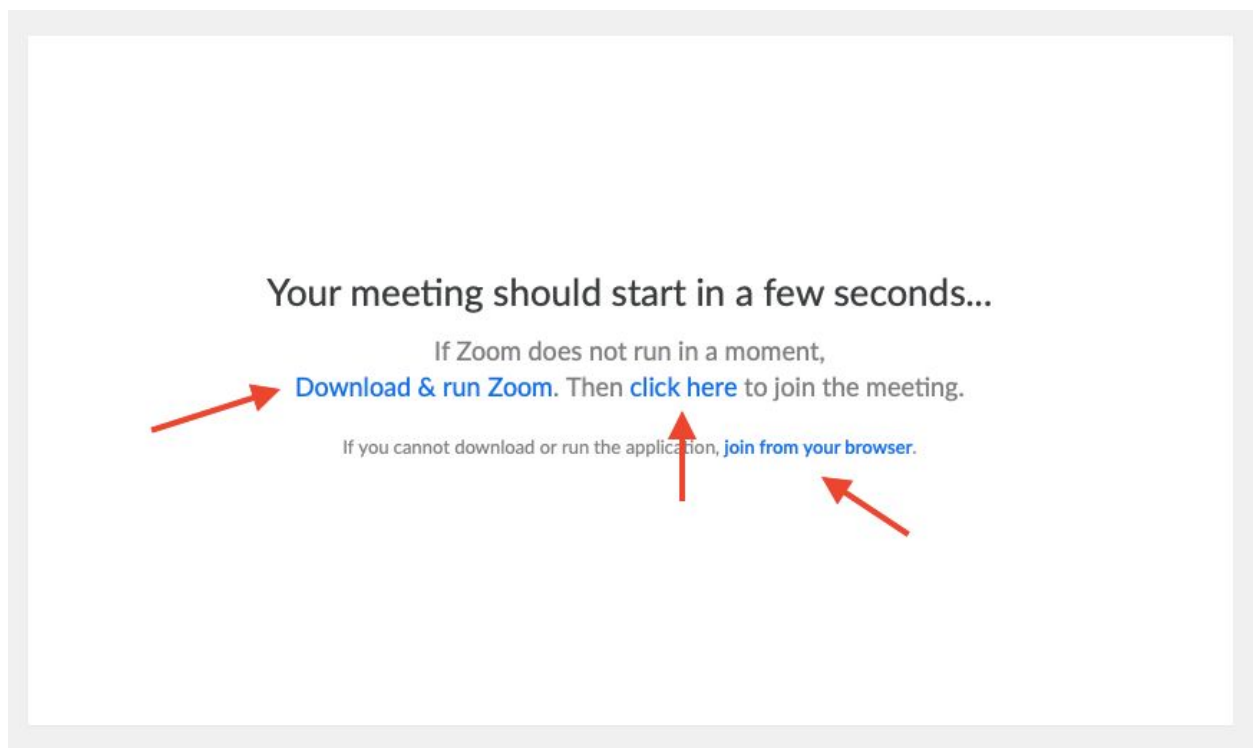 Your meeting should start in a few seconds...
If Zoom does not run in a moment,
Download & run Zoom. Then click here to join the meeting.
If you cannot download or run the application, join from your browser.